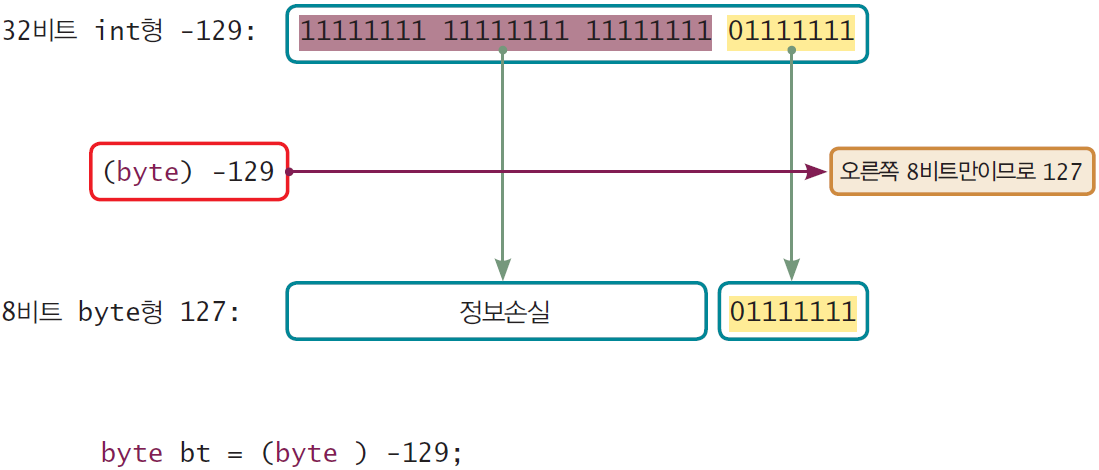 32비트 int형 -129: 11111111 11111111 11111111 01111111
(byte) -129 오른쪽 8비트만이므로 127
8비트 byte형 127: 정보손실 01111111
byte bt = (byte ) -129;